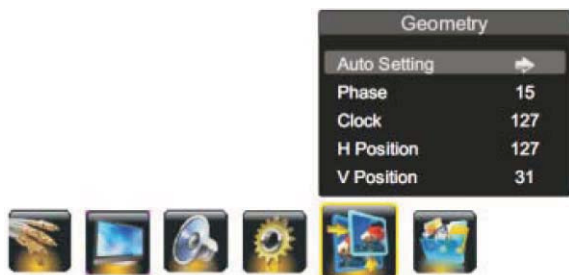 Geometry
Auto Setting
Phase 15
Clock 127
H Position 127
V Position 31